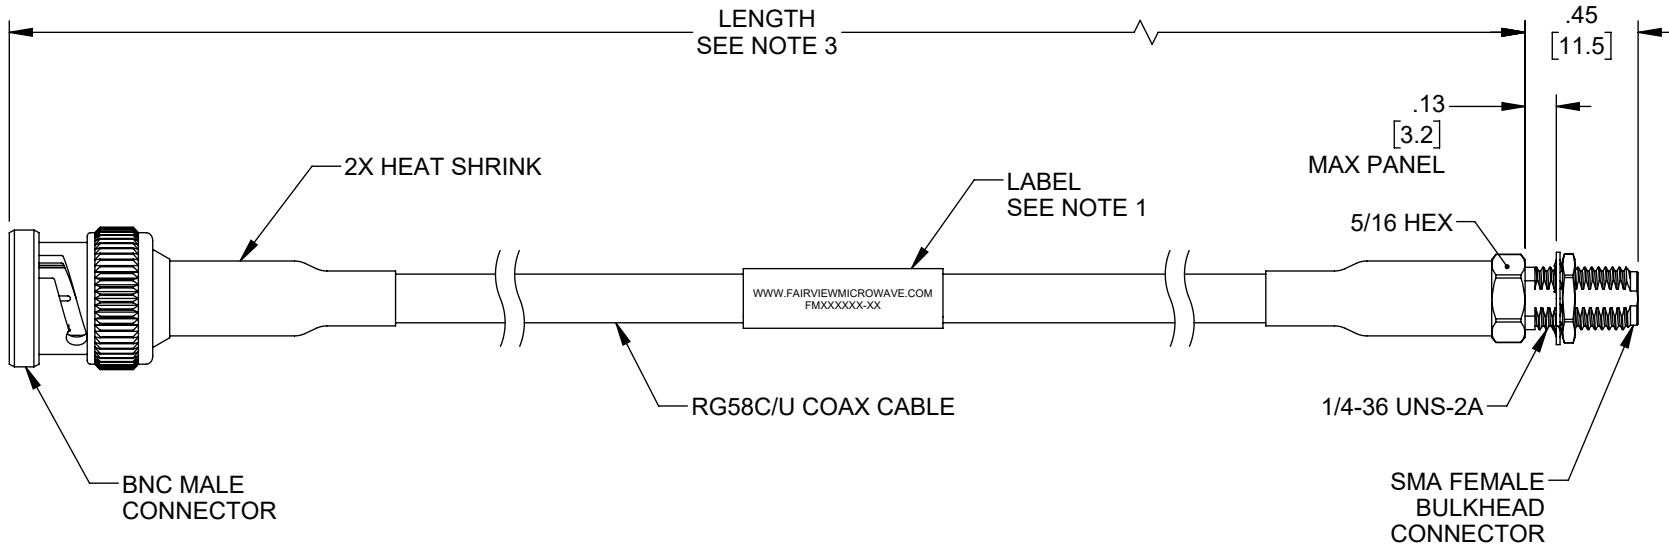 LENGTH
SEE NOTE 3
.45
[11.5]
.13
[3.2]
MAX PANEL
2X HEAT SHRINK
LABEL
SEE NOTE 1
5/16 HEX
WWW.FAIRVIEWMICROWAVE.COM
FMXXXXXX-XX
RG58C/U COAX CABLE
1/4-36 UNS-2A
BNC MALE
CONNECTOR
SMA FEMALE
BULKHEAD
CONNECTOR